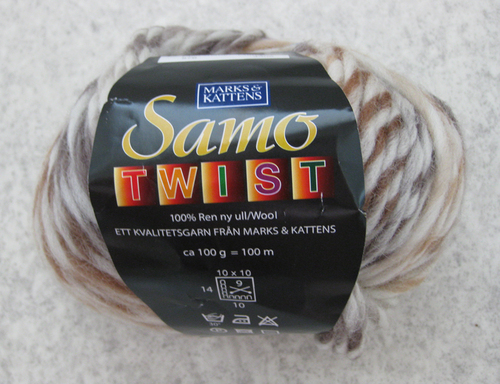 MARKS &
KATTENS
Samo
TWIST
100% Ren ny ull/Wool
ETT KVALITETSGARN FRÅN MARKS & KATTENS
ca 100 g = 100 m
10 x 10
14 9
10
30°